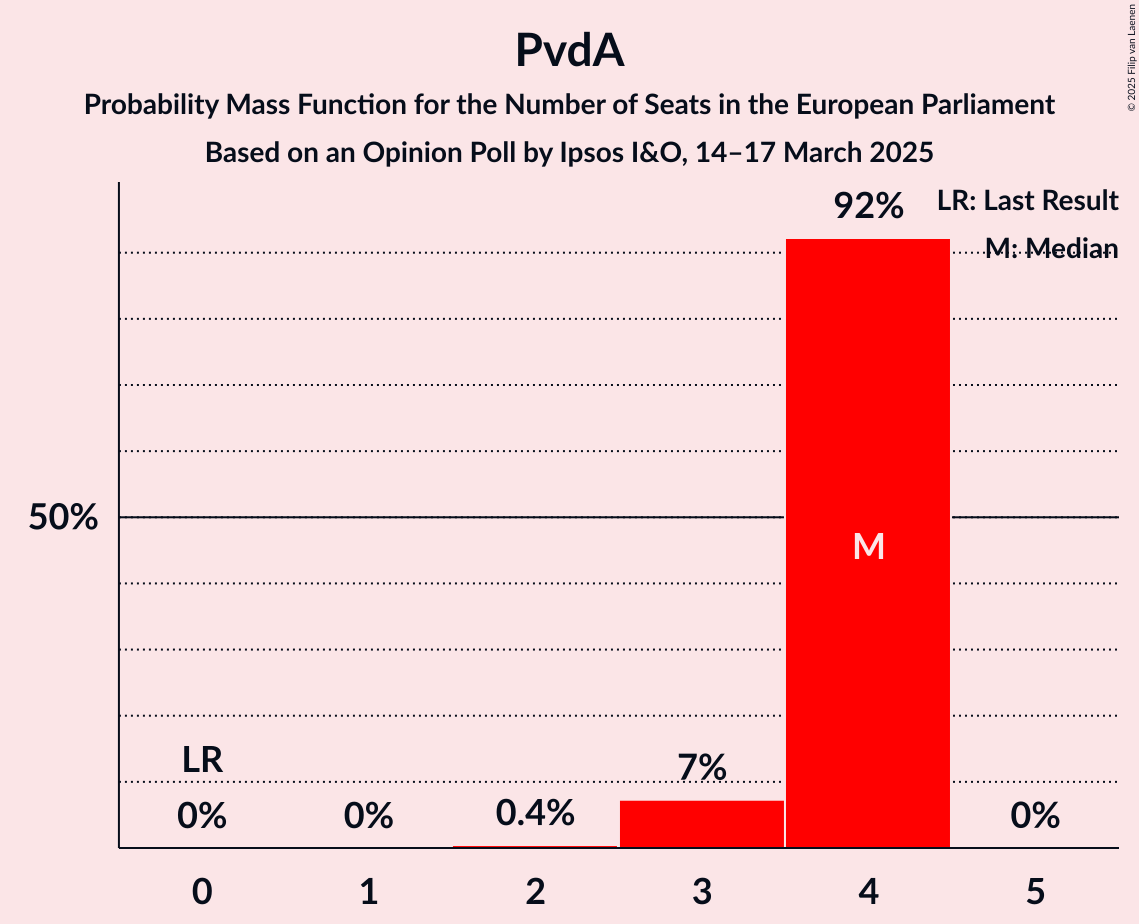 PvdA
Probability Mass Function for the Number of Seats in the European Parliament
Based on an Opinion Poll by Ipsos I&O, 14–17 March 2025
© 2025 Filip van Laenen
LR: Last Result
M: Median
92%
50%
M
LR
7%
0%
0%
0.4%
0%
0
1
2
3
4
5